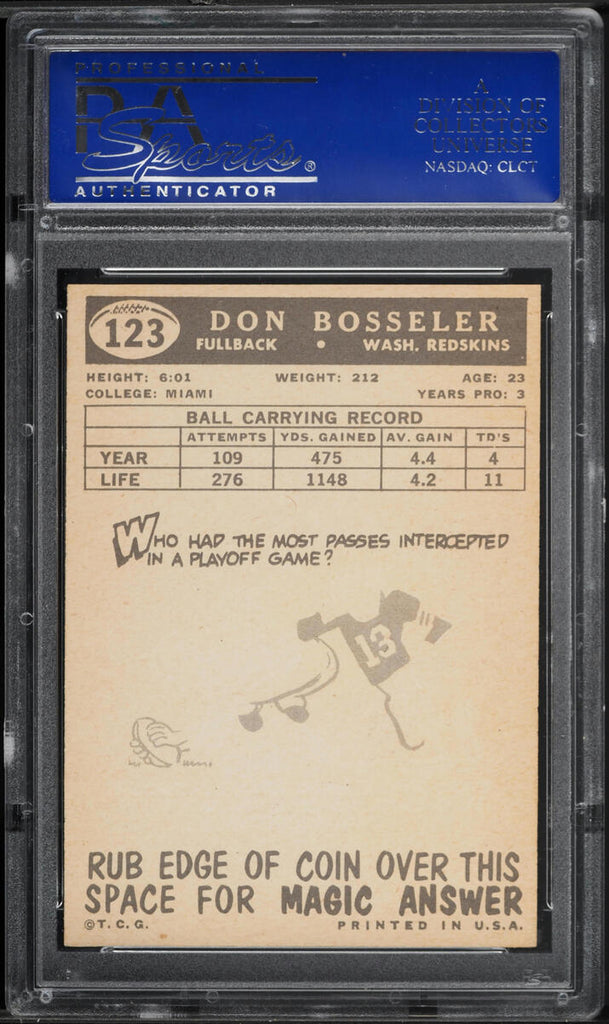 PROFESSIONAL
PSA
Sports®
AUTHENTICATOR
A
DIVISION OF
COLLECTORS
UNIVERSE
NASDAQ: CLCT
123
DON BOSSELER
FULLBACK • WASH. REDSKINS
HEIGHT: 6:01 WEIGHT: 212 AGE: 23
COLLEGE: MIAMI YEARS PRO: 3
BALL CARRYING RECORD
ATTEMPTS YDS. GAINED AV. GAIN TD'S
YEAR 109 475 4.4 4
LIFE 276 1148 4.2 11
WHO HAD THE MOST PASSES INTERCEPTED
IN A PLAYOFF GAME?
13
RUB EDGE OF COIN OVER THIS
SPACE FOR MAGIC ANSWER
©T.C.G. PRINTED IN U.S.A.